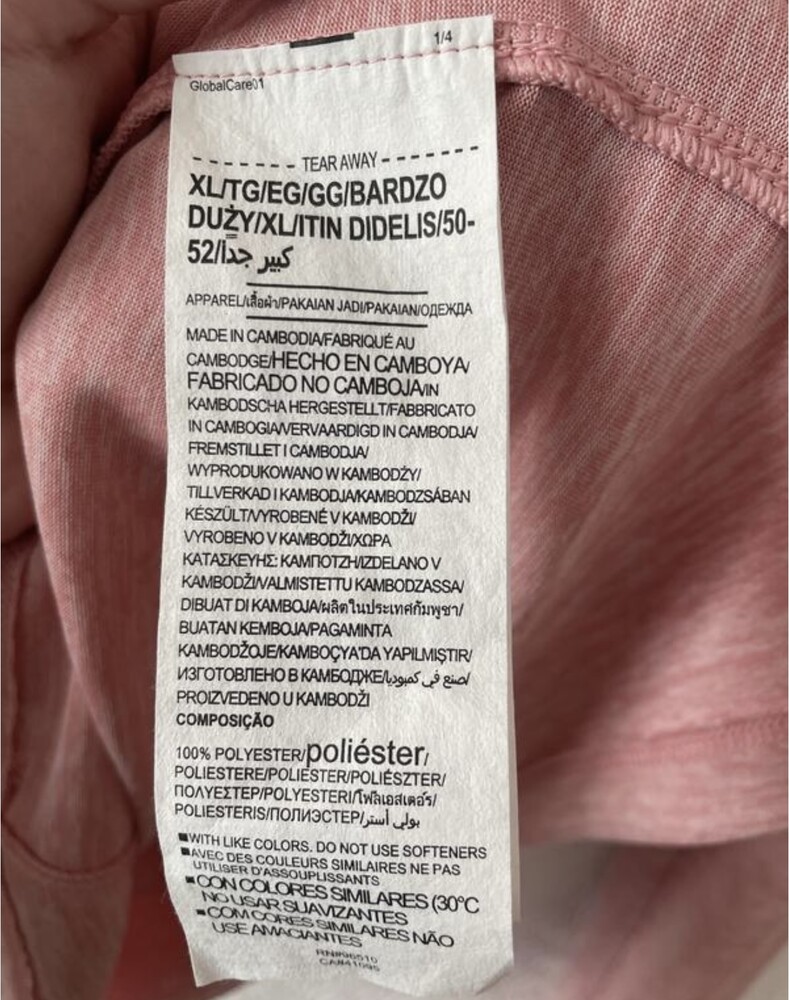 1/4
GlobalCare01
- - - - - - - TEAR AWAY - - - - - - -
XL/TG/EG/GG/BARDZO
DUŻY/XL/ITIN DIDELIS/50-
52/كبير جداً
APPAREL/เสื้อผ้า/PAKAIAN JADI/PAKAIAN/ОДЕЖДА
MADE IN CAMBODIA/FABRIQUÉ AU
CAMBODGE/HECHO EN CAMBOYA/
FABRICADO NO CAMBOJA/IN
KAMBODSCHA HERGESTELLT/FABBRICATO
IN CAMBOGIA/VERVAARDIGD IN CAMBODJA/
FREMSTILLET I CAMBODJA/
WYPRODUKOWANO W KAMBODŻY/
TILLVERKAD I KAMBODJA/KAMBODZSÁBAN
KÉSZÜLT/VYROBENÉ V KAMBODŽI/
VYROBENO V KAMBODŽI/ΧΩΡΑ
ΚΑΤΑΣΚΕΥΗΣ: ΚΑΜΠΟΤΖΗ/IZDELANO V
KAMBODŽI/VALMISTETTU KAMBODZASSA/
DIBUAT DI KAMBOJA/ผลิตในประเทศกัมพูชา/
BUATAN KEMBOJA/PAGAMINTA
KAMBODŽOJE/KAMBOÇYA'DA YAPILMIŞTIR/
ИЗГОТОВЛЕНО В КАМБОДЖЕ/صنع في كمبوديا/
PROIZVEDENO U KAMBODŽI
COMPOSIÇÃO
100% POLYESTER/poliéster/
POLIESTERE/POLIESTER/POLIÉSZTER/
ΠΟΛΥΕΣΤΕΡ/POLYESTERI/โพลีเอสเตอร์/
POLIESTERIS/ПОЛИЭСТЕР/بولي أستر/
■WITH LIKE COLORS. DO NOT USE SOFTENERS
■AVEC DES COULEURS SIMILAIRES NE PAS
UTILISER D'ASSOUPLISSANTS
■CON COLORES SIMILARES (30°C
NO USAR SUAVIZANTES
■COM CORES SIMILARES NÃO
USE AMACIANTES
RN#96510
CA#41095